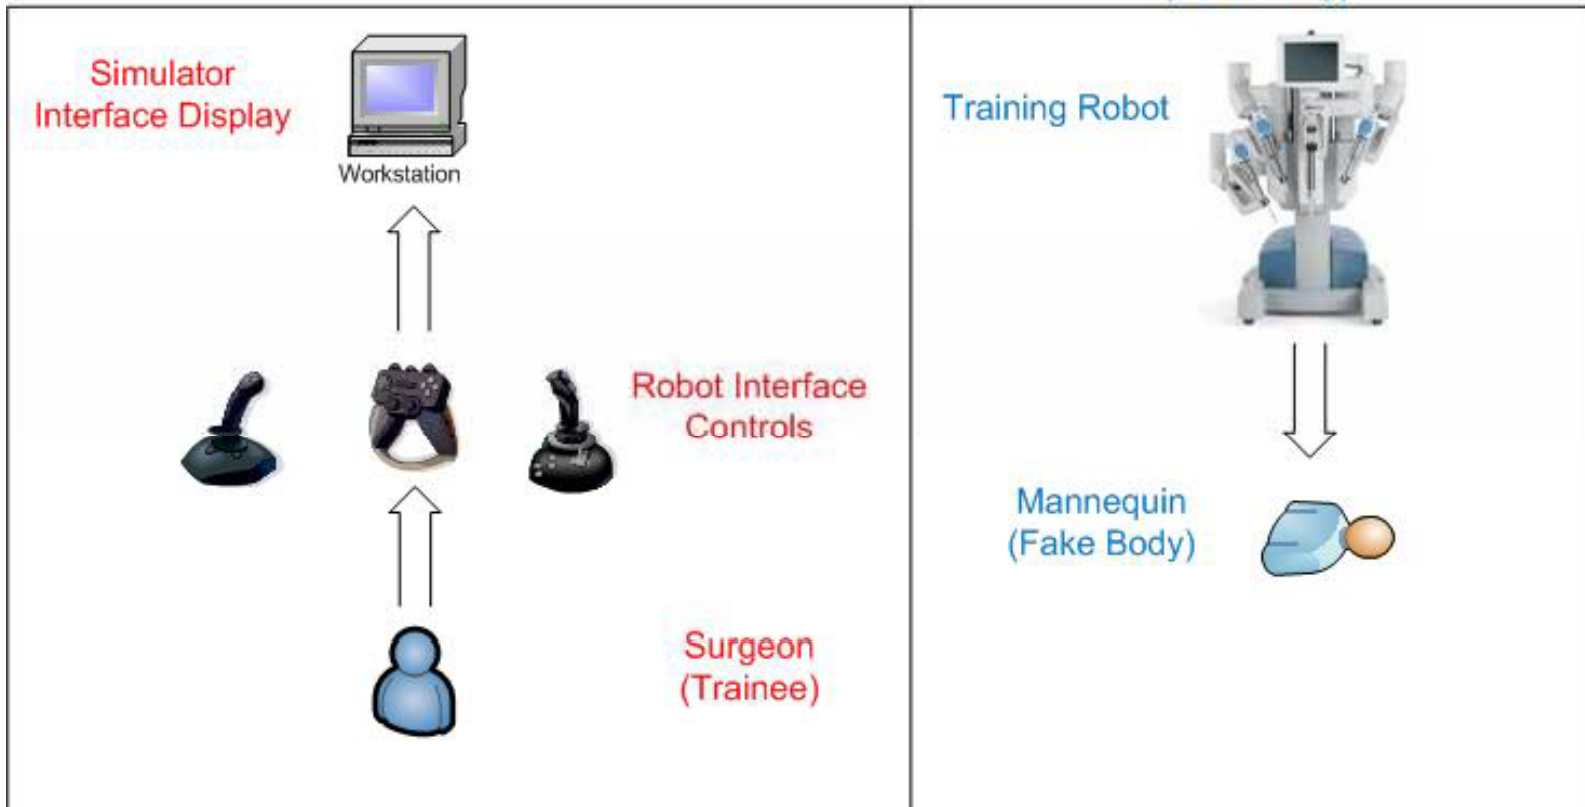 Simulator
Interface Display
Workstation
Robot Interface
Controls
Surgeon
(Trainee)
Training Robot
Mannequin
(Fake Body)